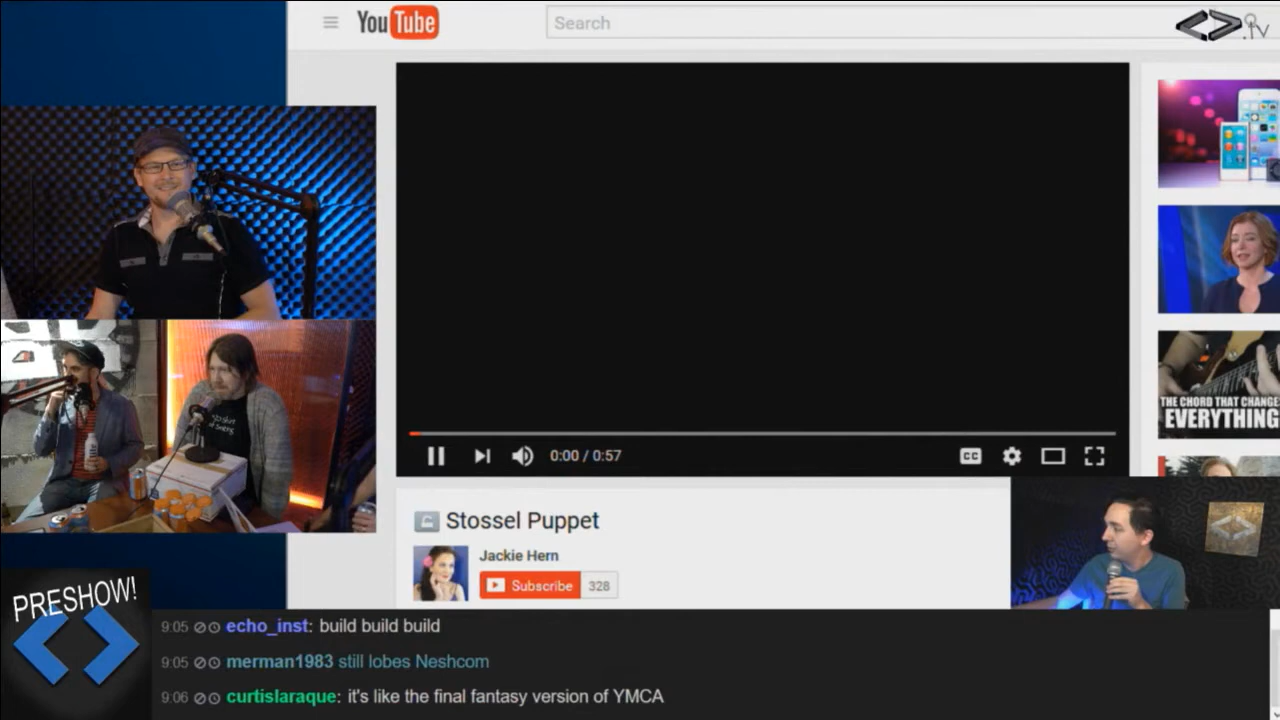 YouTube
Search
.tv
THE CHORD THAT CHANGE
EVERYTHING
0:00 / 0:57
CC
Stossel Puppet
Jackie Hern
Subscribe 328
PRESHOW!
9:05 echo_inst: build build build
9:05 merman1983 still lobes Neshcom
9:06 curtislaraque: it's like the final fantasy version of YMCA